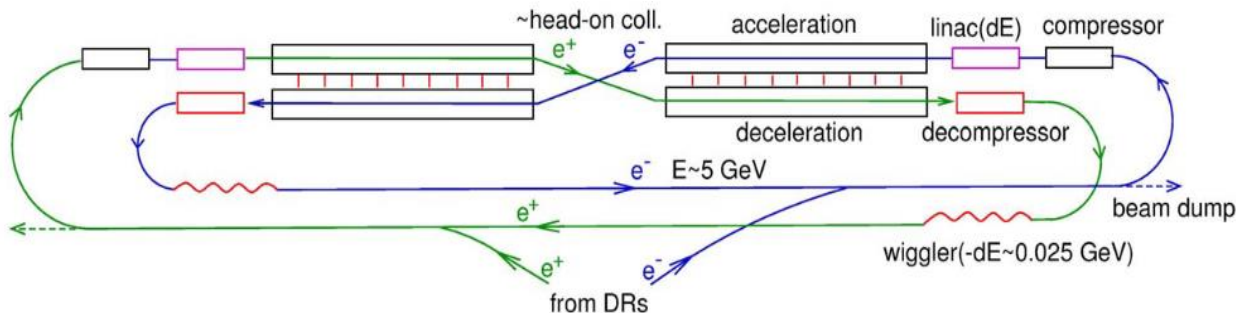 ~head-on coll.
acceleration
linac(dE)
compressor
e+
e-
deceleration
decompressor
e-
E~5 GeV
beam dump
e+
wiggler(-dE~0.025 GeV)
e+
e-
from DRs